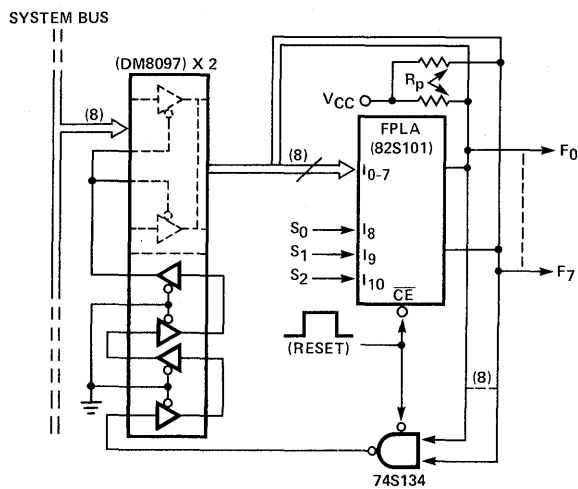 SYSTEM BUS
(DM8097) X 2
(8)
(8)
VCC
Rp
FPLA
(82S101)
I0-7
F0
S0
I8
S1
I9
S2
I10
F7
CE
(RESET)
(8)
74S134